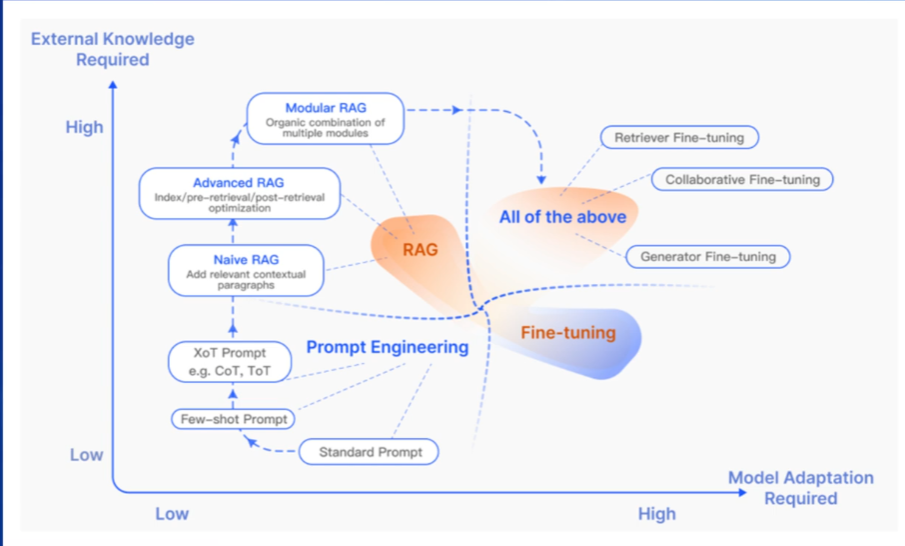 External Knowledge
Required
High
Modular RAG
Organic combination of
multiple modules
Retriever Fine-tuning
Collaborative Fine-tuning
Advanced RAG
Index/pre-retrieval/post-retrieval
optimization
All of the above
RAG
Generator Fine-tuning
Naive RAG
Add relevant contextual
paragraphs
Fine-tuning
Prompt Engineering
XoT Prompt
e.g. CoT, ToT
Few-shot Prompt
Standard Prompt
Low
Model Adaptation
Required
Low
High